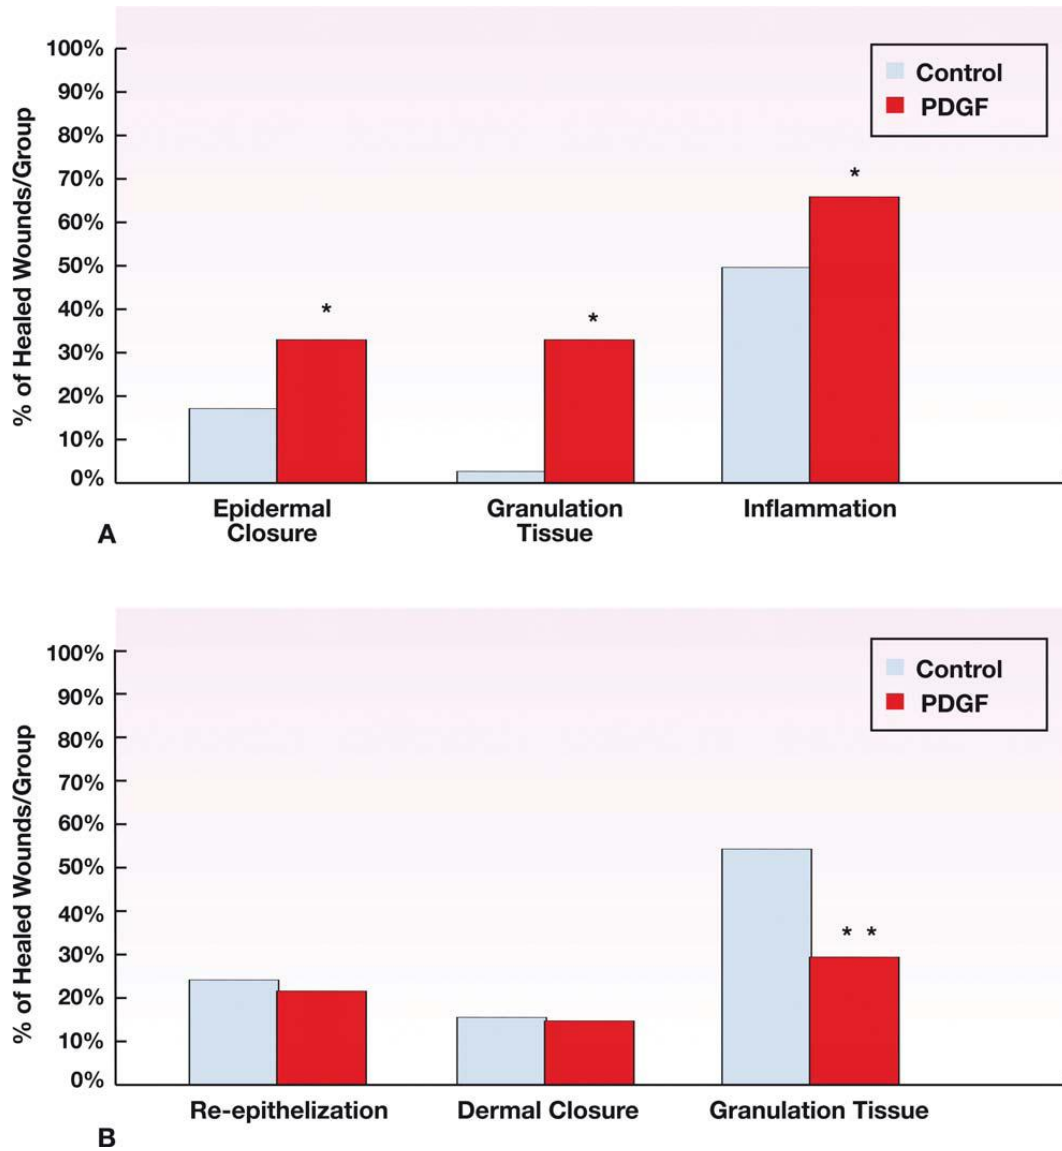 % of Healed Wounds/Group
100%
90%
80%
70%
60%
50%
40%
30%
20%
10%
0%
Control
PDGF
*
*
*
Epidermal
Closure
Granulation
Tissue
Inflammation
A
% of Healed Wounds/Group
100%
90%
80%
70%
60%
50%
40%
30%
20%
10%
0%
Control
PDGF
* *
Re-epithelization
Dermal Closure
Granulation Tissue
B